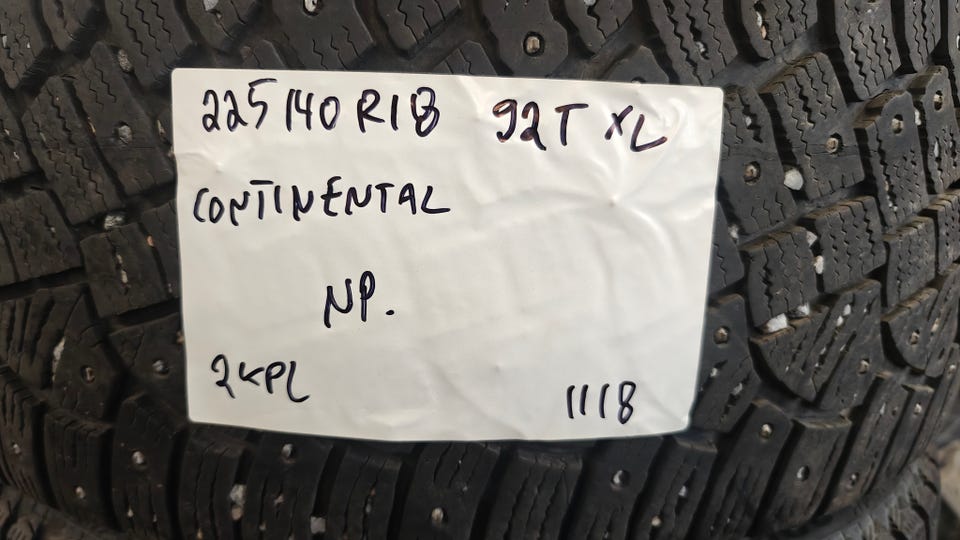 225/40 R18 92T XL
CONTINENTAL
NP.
2KPL 1118